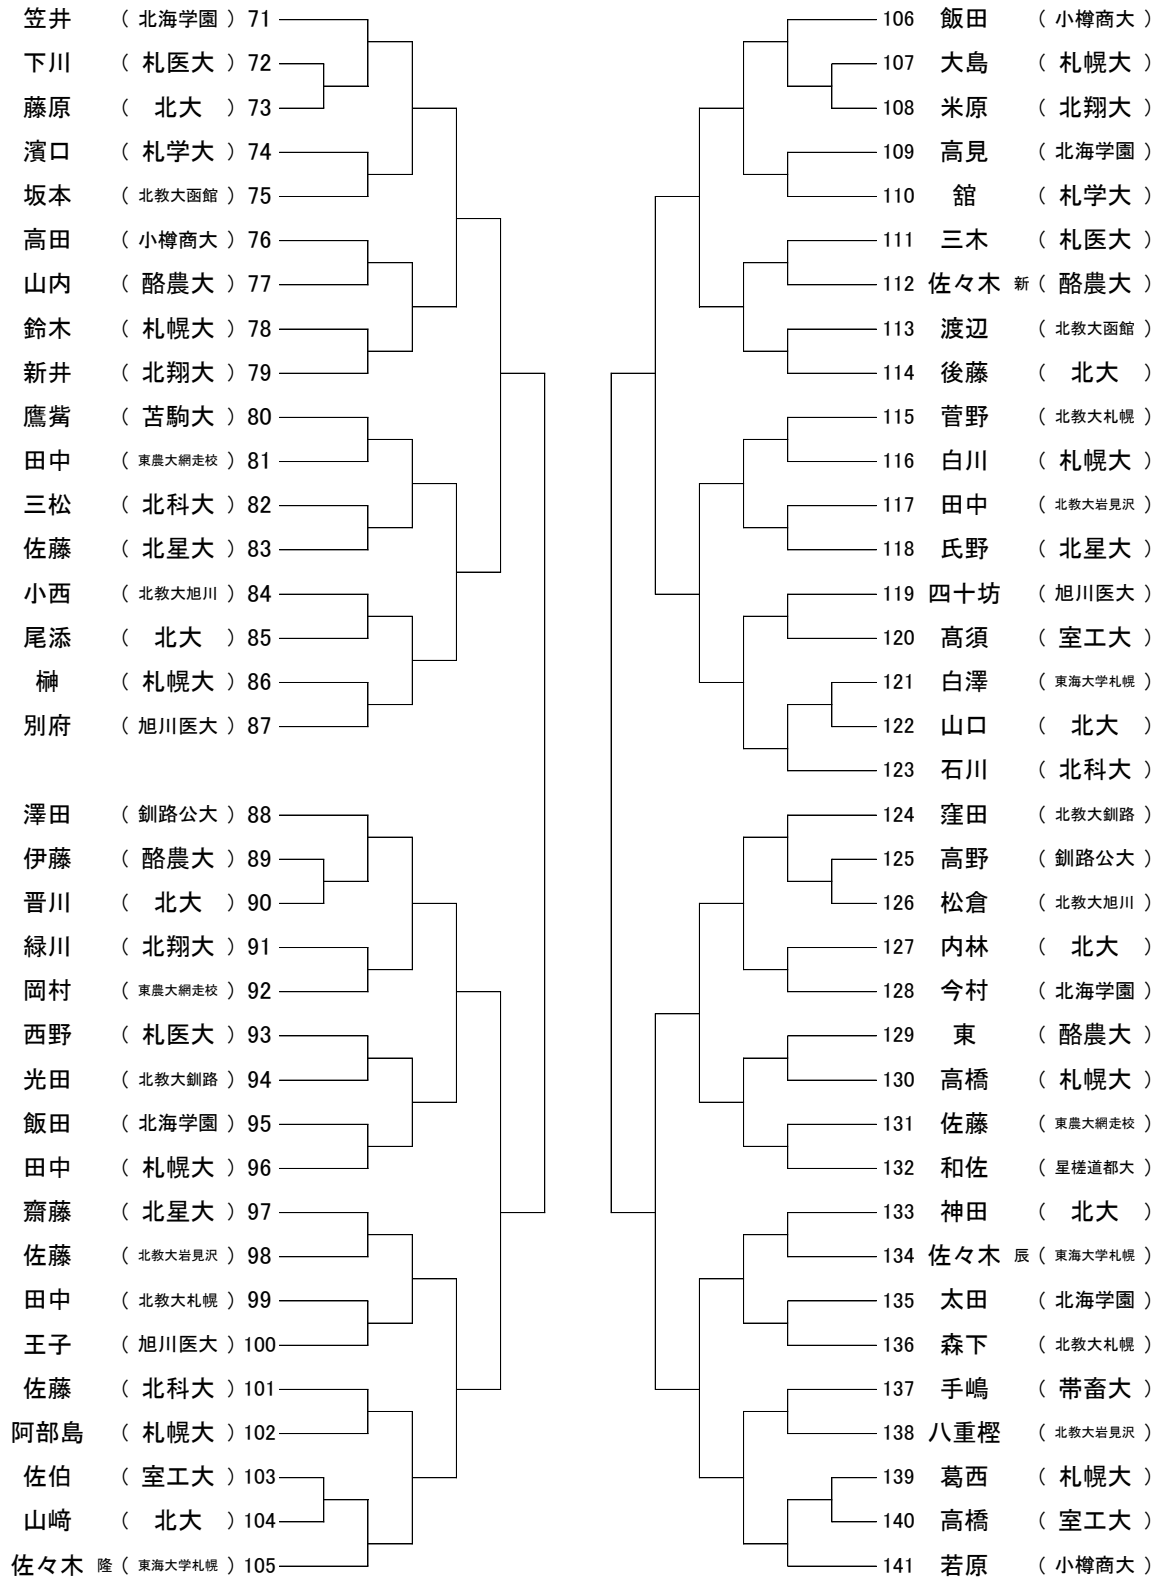 笠井 （ 北海学園 ） 71
下川 （ 札医大 ） 72
藤原 （ 北大 ） 73
濱口 （ 札学大 ） 74
坂本 （ 北教大函館 ） 75
高田 （ 小樽商大 ） 76
山内 （ 酪農大 ） 77
鈴木 （ 札幌大 ） 78
新井 （ 北翔大 ） 79
鷹觜 （ 苫駒大 ） 80
田中 （ 東農大網走校 ） 81
三松 （ 北科大 ） 82
佐藤 （ 北星大 ） 83
小西 （ 北教大旭川 ） 84
尾添 （ 北大 ） 85
榊 （ 札幌大 ） 86
別府 （ 旭川医大 ） 87
澤田 （ 釧路公大 ） 88
伊藤 （ 酪農大 ） 89
晋川 （ 北大 ） 90
緑川 （ 北翔大 ） 91
岡村 （ 東農大網走校 ） 92
西野 （ 札医大 ） 93
光田 （ 北教大釧路 ） 94
飯田 （ 北海学園 ） 95
田中 （ 札幌大 ） 96
齋藤 （ 北星大 ） 97
佐藤 （ 北教大岩見沢 ） 98
田中 （ 北教大札幌 ） 99
王子 （ 旭川医大 ） 100
佐藤 （ 北科大 ） 101
阿部島 （ 札幌大 ） 102
佐伯 （ 室工大 ） 103
山﨑 （ 北大 ） 104
佐々木 隆 （ 東海大学札幌 ） 105
106 飯田 （ 小樽商大 ）
107 大島 （ 札幌大 ）
108 米原 （ 北翔大 ）
109 高見 （ 北海学園 ）
110 舘 （ 札学大 ）
111 三木 （ 札医大 ）
112 佐々木 新 （ 酪農大 ）
113 渡辺 （ 北教大函館 ）
114 後藤 （ 北大 ）
115 菅野 （ 北教大札幌 ）
116 白川 （ 札幌大 ）
117 田中 （ 北教大岩見沢 ）
118 氏野 （ 北星大 ）
119 四十坊 （ 旭川医大 ）
120 髙須 （ 室工大 ）
121 白澤 （ 東海大学札幌 ）
122 山口 （ 北大 ）
123 石川 （ 北科大 ）
124 窪田 （ 北教大釧路 ）
125 高野 （ 釧路公大 ）
126 松倉 （ 北教大旭川 ）
127 内林 （ 北大 ）
128 今村 （ 北海学園 ）
129 東 （ 酪農大 ）
130 高橋 （ 札幌大 ）
131 佐藤 （ 東農大網走校 ）
132 和佐 （ 星槎道都大 ）
133 神田 （ 北大 ）
134 佐々木 辰 （ 東海大学札幌 ）
135 太田 （ 北海学園 ）
136 森下 （ 北教大札幌 ）
137 手嶋 （ 帯畜大 ）
138 八重樫 （ 北教大岩見沢 ）
139 葛西 （ 札幌大 ）
140 高橋 （ 室工大 ）
141 若原 （ 小樽商大 ）